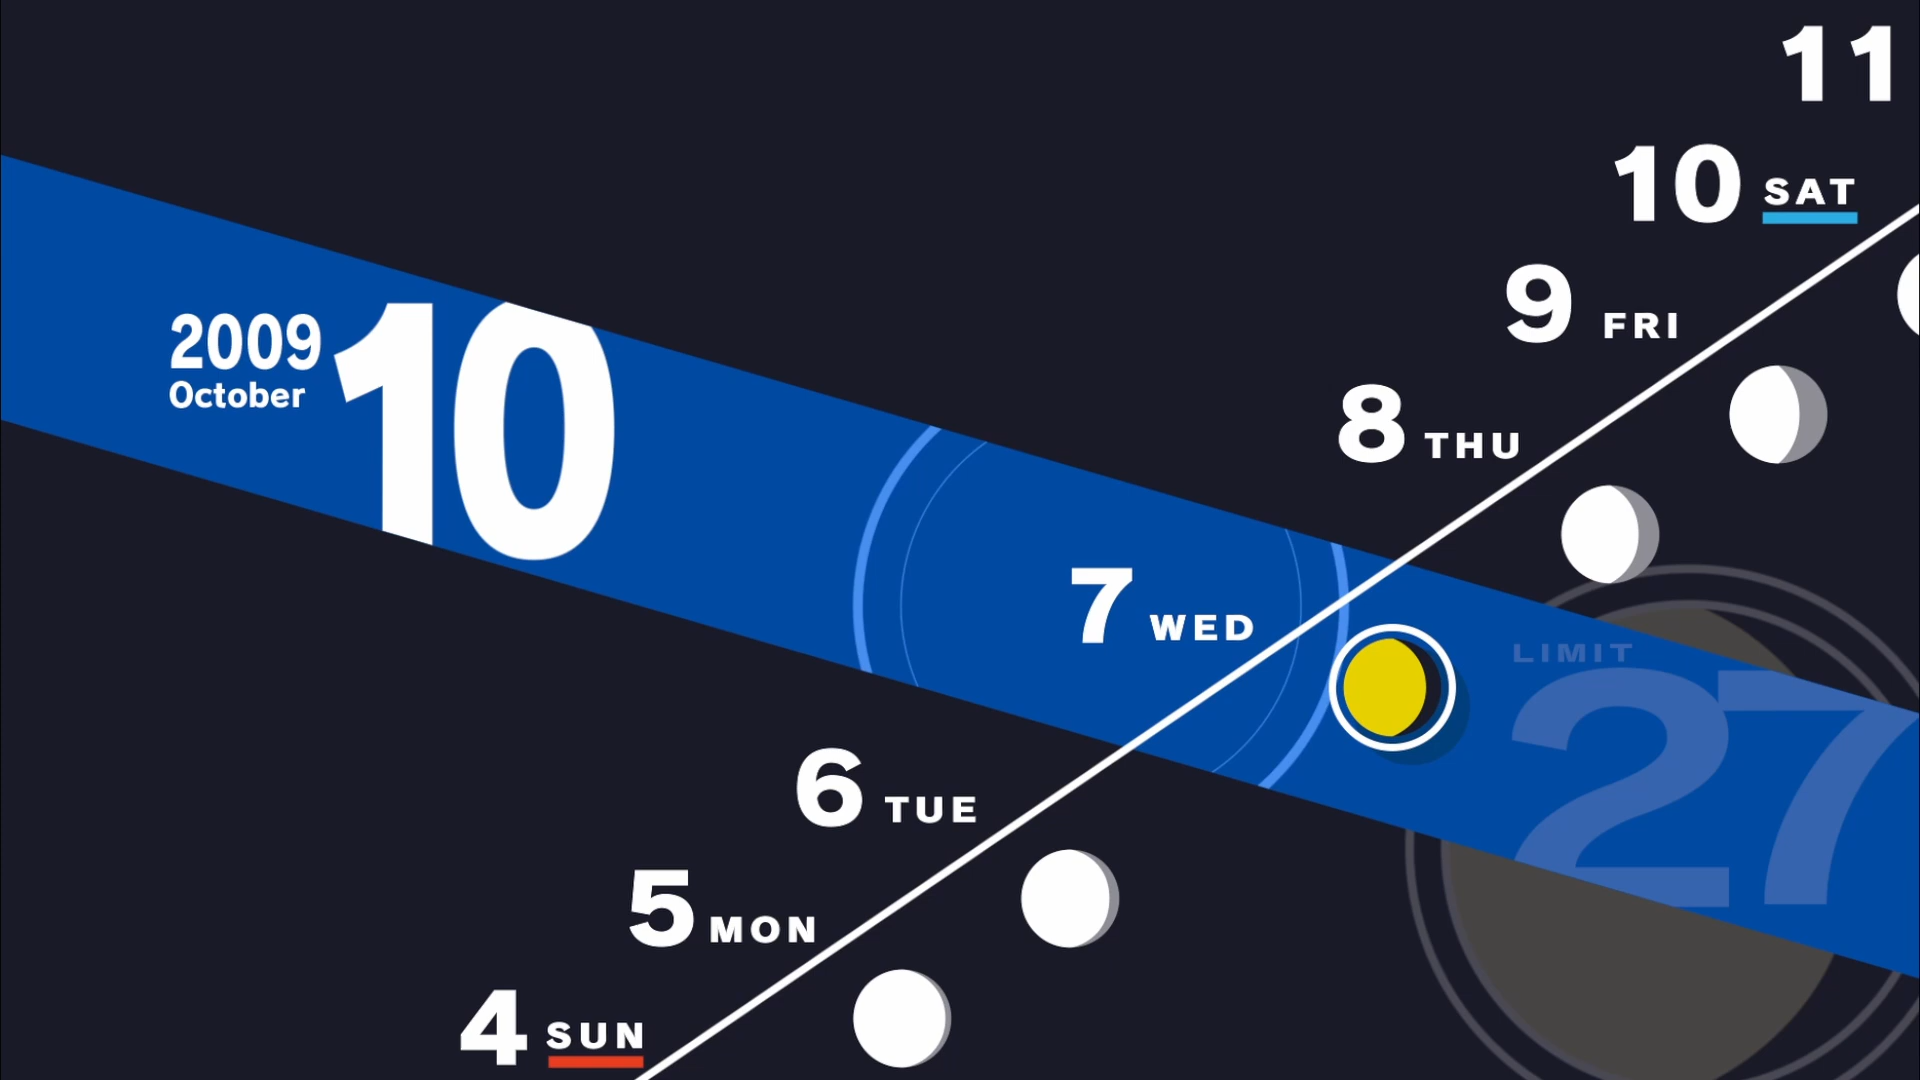 11
10 SAT
9 FRI
8 THU
2009
October
10
7 WED
LIMIT
27
6 TUE
5 MON
4 SUN